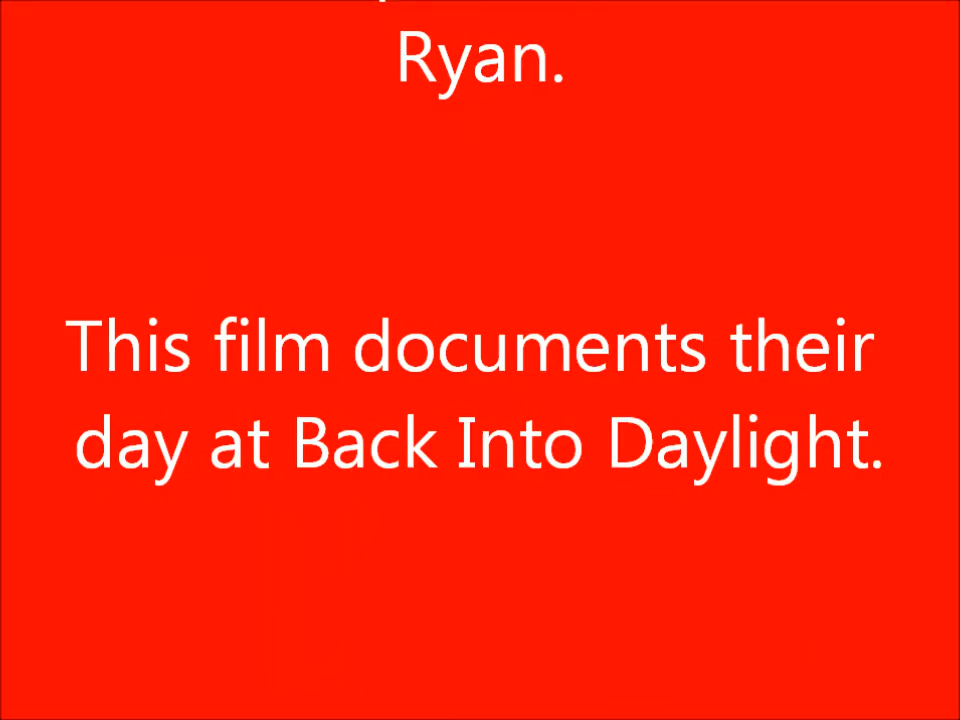 Ryan.
This film documents their
day at Back Into Daylight.